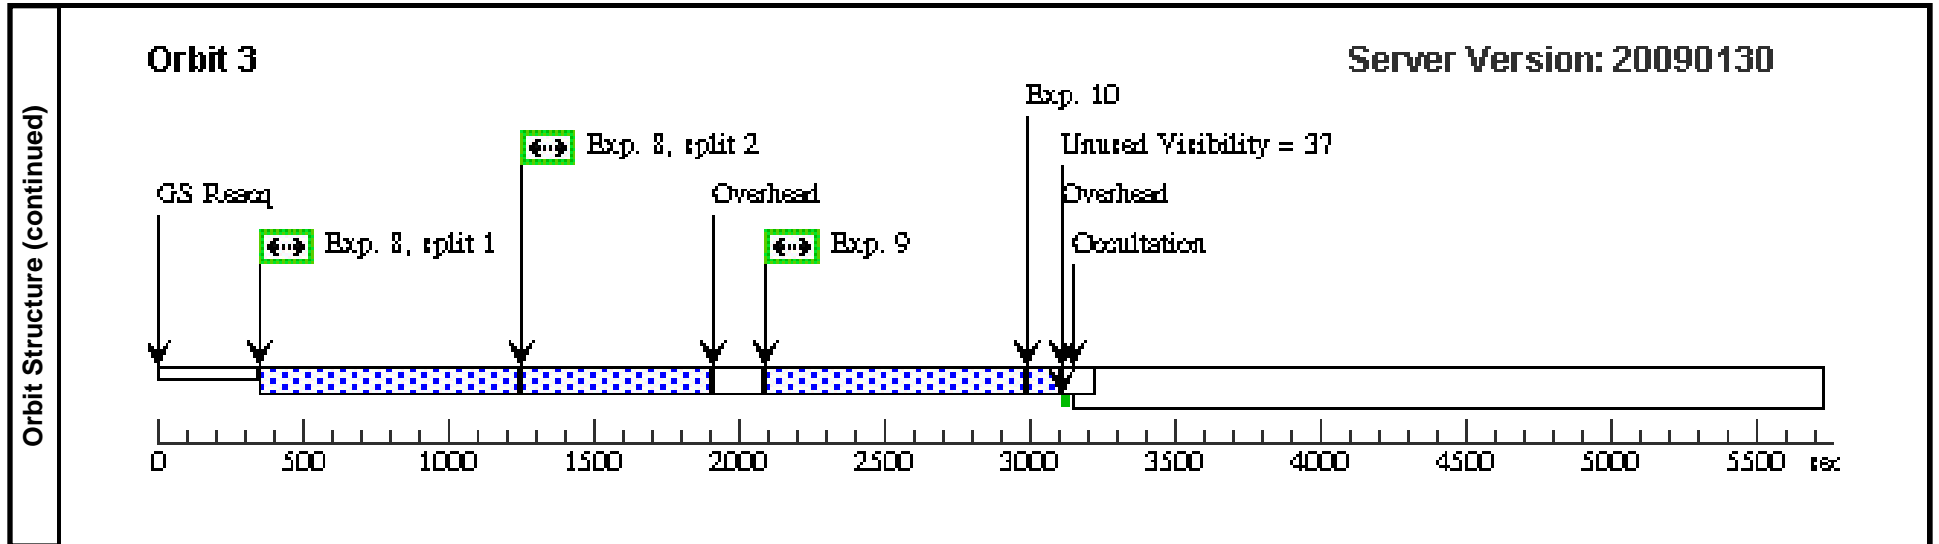 Orbit Structure (continued)
Orbit 3
Server Version: 20090130
Exp. 10
Exp. 8, split 2
Unused Visibility = 37
GS Reacq
Overhead
Overhead
Exp. 8, split 1
Exp. 9
Occultation
0 500 1000 1500 2000 2500 3000 3500 4000 4500 5000 5500 sec